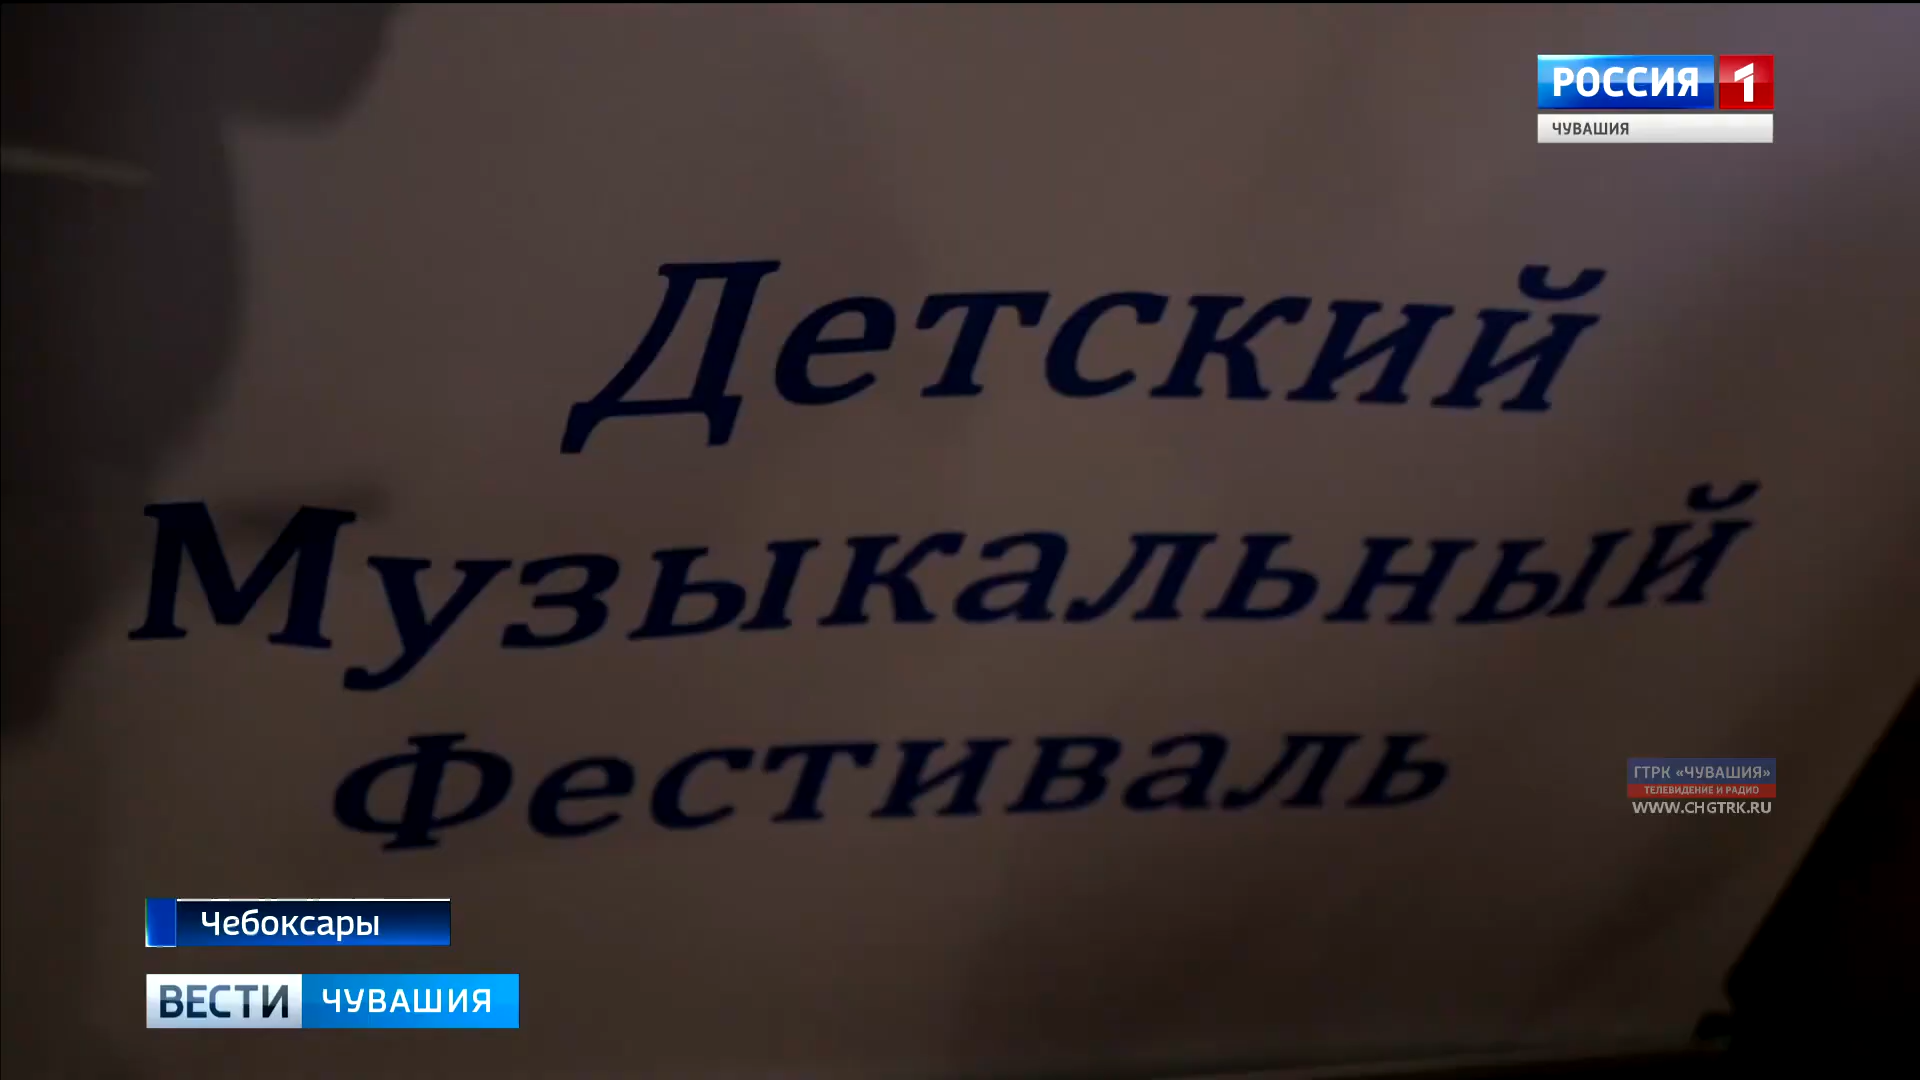 РОССИЯ 1
ЧУВАШИЯ
Детский
Музыкальный
Фестиваль
ГТРК «ЧУВАШИЯ»
ТЕЛЕВИДЕНИЕ И РАДИО
WWW.CHGTRK.RU
Чебоксары
ВЕСТИ ЧУВАШИЯ